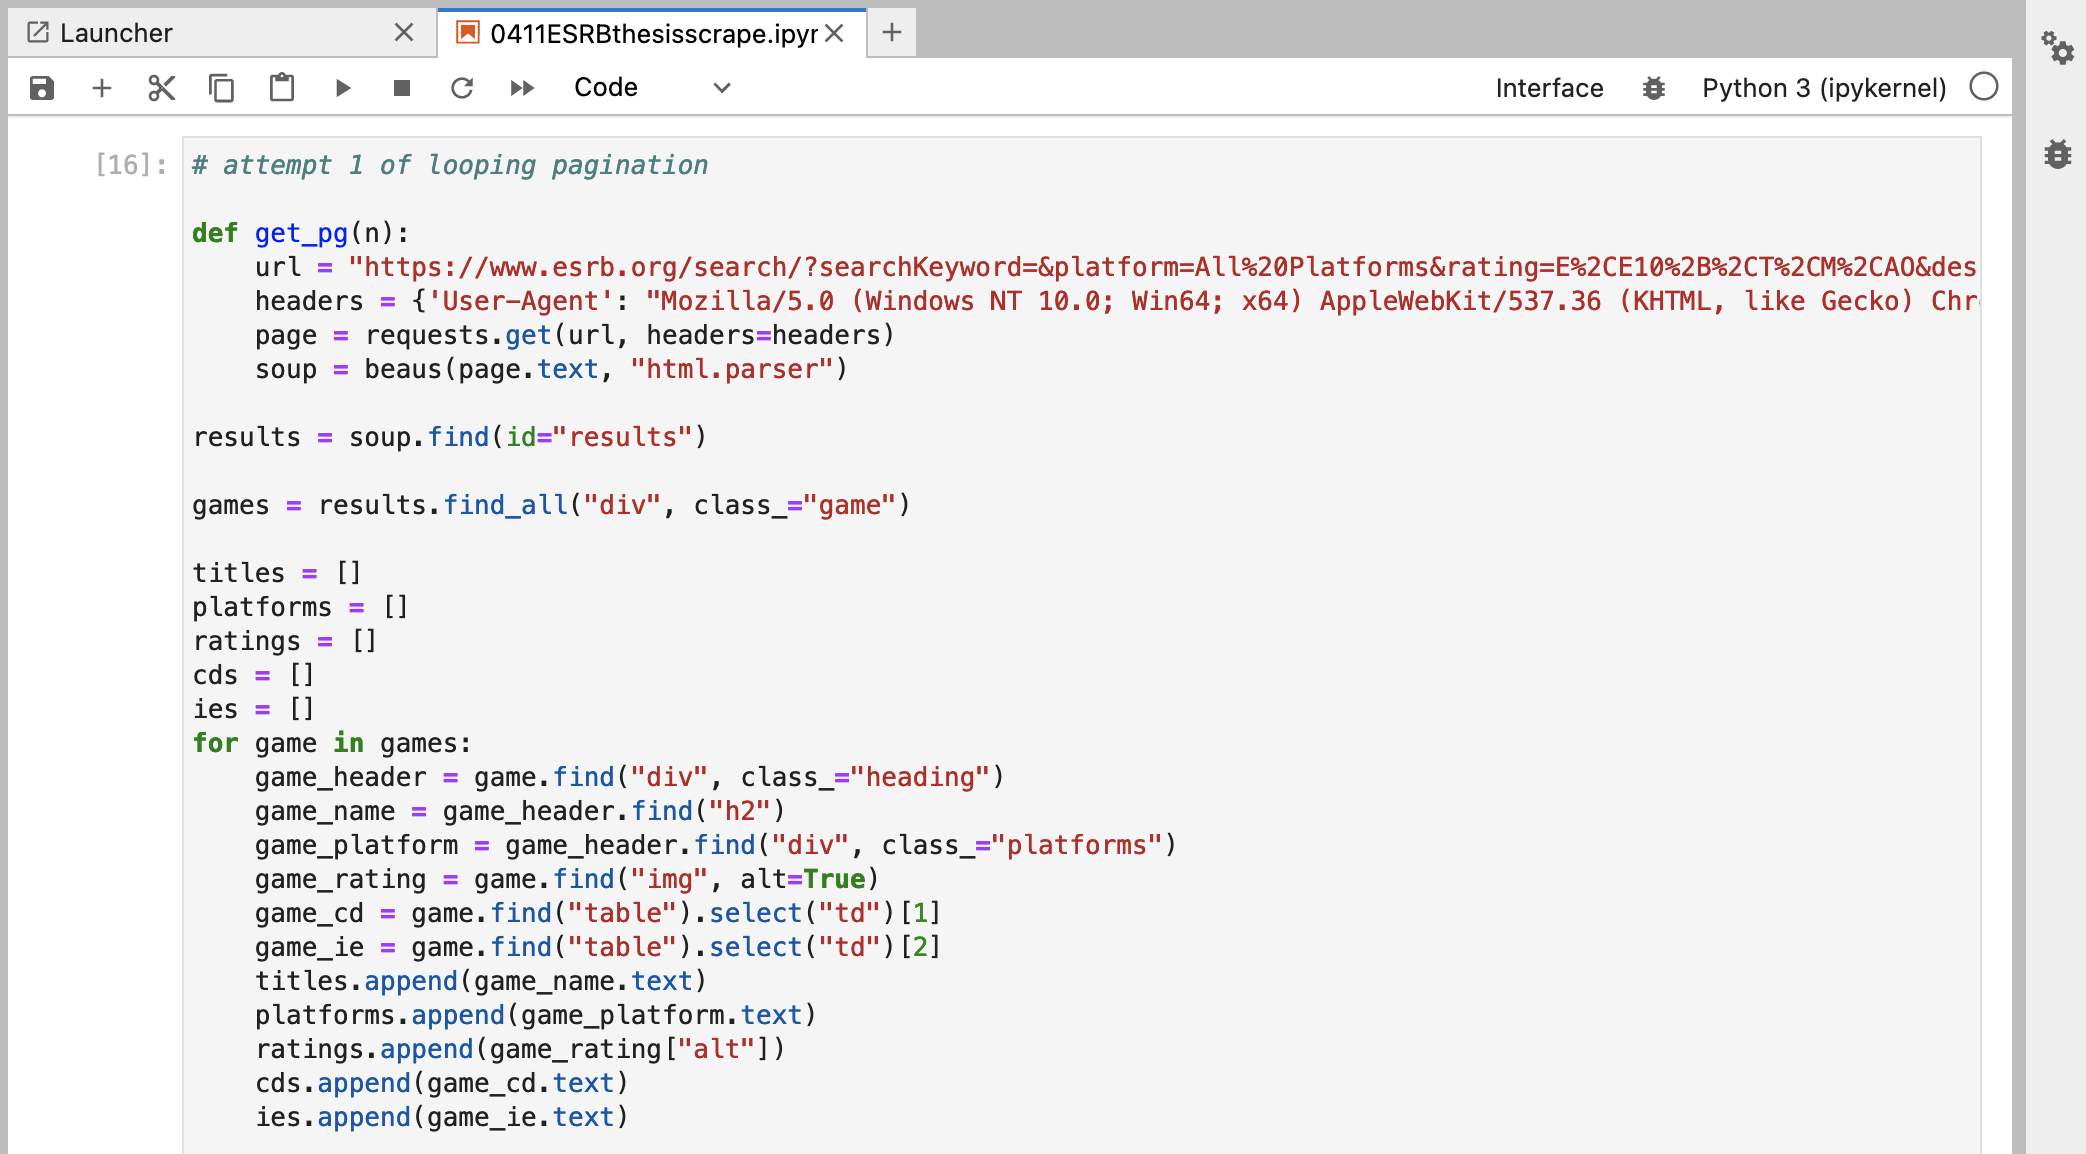 Launcher
0411ESRBthesisscrape.ipyr
Code
Interface
Python 3 (ipykernel)
[16]:
# attempt 1 of looping pagination
def get_pg(n):
    url = "https://www.esrb.org/search/?searchKeyword=&platform=All%20Platforms&rating=E%2CE10%2B%2CT%2CM%2CAO&des
    headers = {'User-Agent': "Mozilla/5.0 (Windows NT 10.0; Win64; x64) AppleWebKit/537.36 (KHTML, like Gecko) Chr
    page = requests.get(url, headers=headers)
    soup = beaus(page.text, "html.parser")
results = soup.find(id="results")
games = results.find_all("div", class_="game")
titles = []
platforms = []
ratings = []
cds = []
ies = []
for game in games:
    game_header = game.find("div", class_="heading")
    game_name = game_header.find("h2")
    game_platform = game_header.find("div", class_="platforms")
    game_rating = game.find("img", alt=True)
    game_cd = game.find("table").select("td")[1]
    game_ie = game.find("table").select("td")[2]
    titles.append(game_name.text)
    platforms.append(game_platform.text)
    ratings.append(game_rating["alt"])
    cds.append(game_cd.text)
    ies.append(game_ie.text)